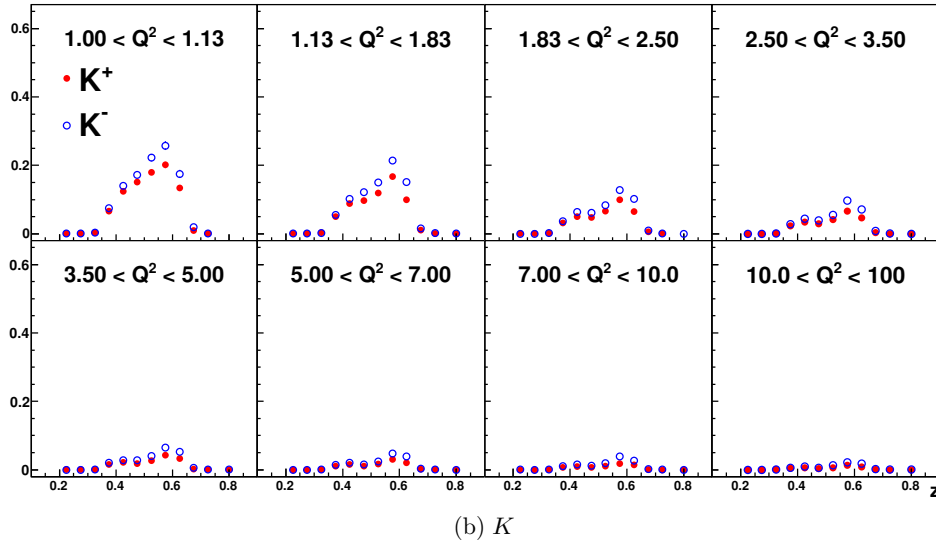 1.00 < Q² < 1.13
1.13 < Q² < 1.83
1.83 < Q² < 2.50
2.50 < Q² < 3.50
K⁺
K⁻
0.6
0.4
0.2
0
3.50 < Q² < 5.00
5.00 < Q² < 7.00
7.00 < Q² < 10.0
10.0 < Q² < 100
0.6
0.4
0.2
0
0.2 0.4 0.6 0.8 0.2 0.4 0.6 0.8 0.2 0.4 0.6 0.8 0.2 0.4 0.6 0.8 z
(b) K